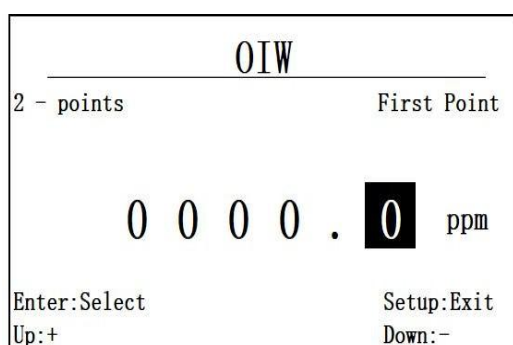 OIW
2 - points First Point
0 0 0 0 . 0 ppm
Enter:Select Setup:Exit
Up:+ Down:-